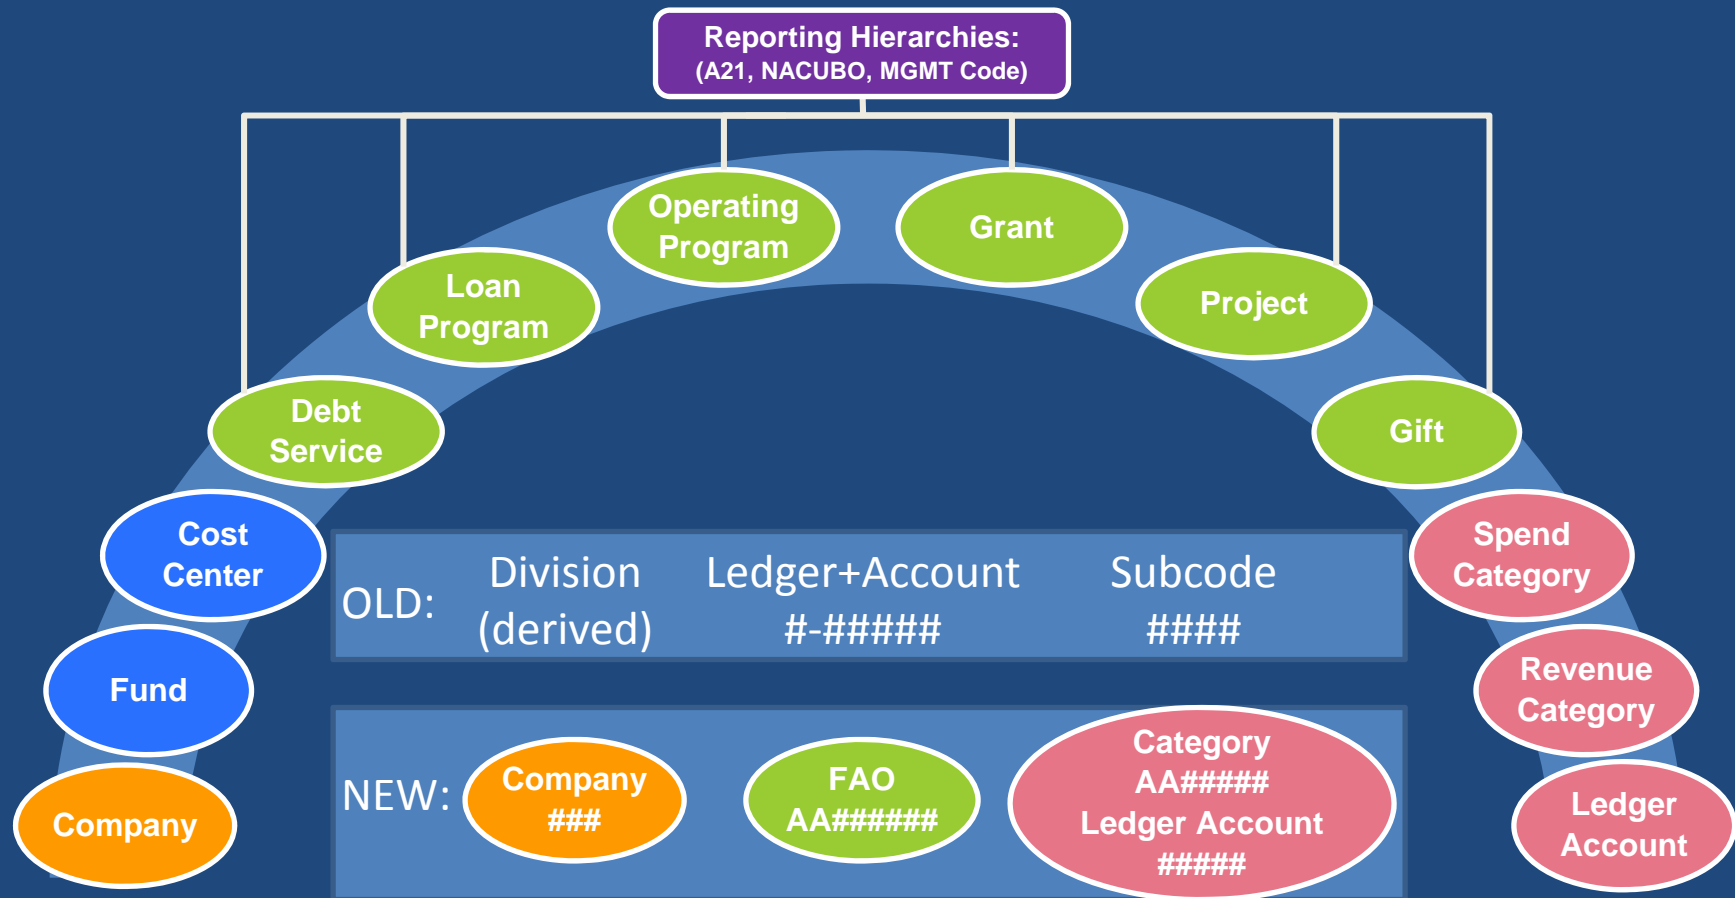 Reporting Hierarchies:
(A21, NACUBO, MGMT Code)
Operating
Program
Grant
Loan
Program
Project
Debt
Service
Gift
Cost
Center
Spend
Category
Fund
Revenue
Category
Company
Ledger
Account
OLD:
Division
(derived)
Ledger+Account
#-#####
Subcode
####
NEW:
Company
###
FAO
AA######
Category
AA#####
Ledger Account
#####